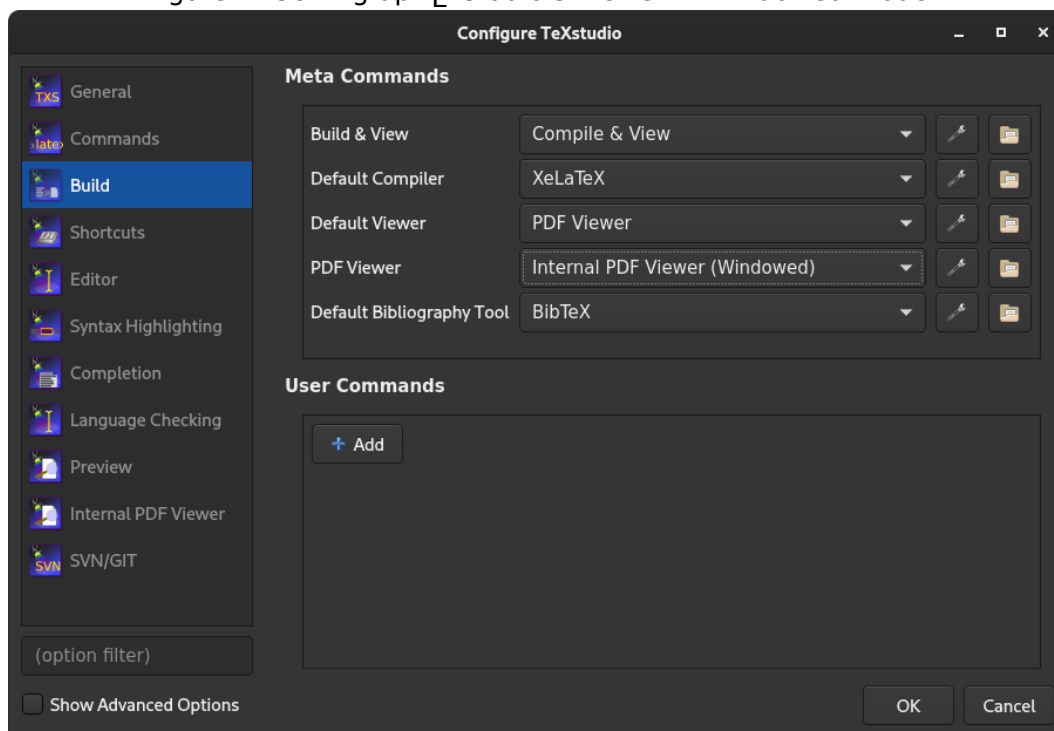 Configure TeXstudio
TXS General
›late› Commands
Build
Shortcuts
Editor
Syntax Highlighting
Completion
Language Checking
Preview
Internal PDF Viewer
SVN SVN/GIT
(option filter)
Show Advanced Options
Meta Commands
Build & View Compile & View
Default Compiler XeLaTeX
Default Viewer PDF Viewer
PDF Viewer Internal PDF Viewer (Windowed)
Default Bibliography Tool BibTeX
User Commands
Add
OK Cancel